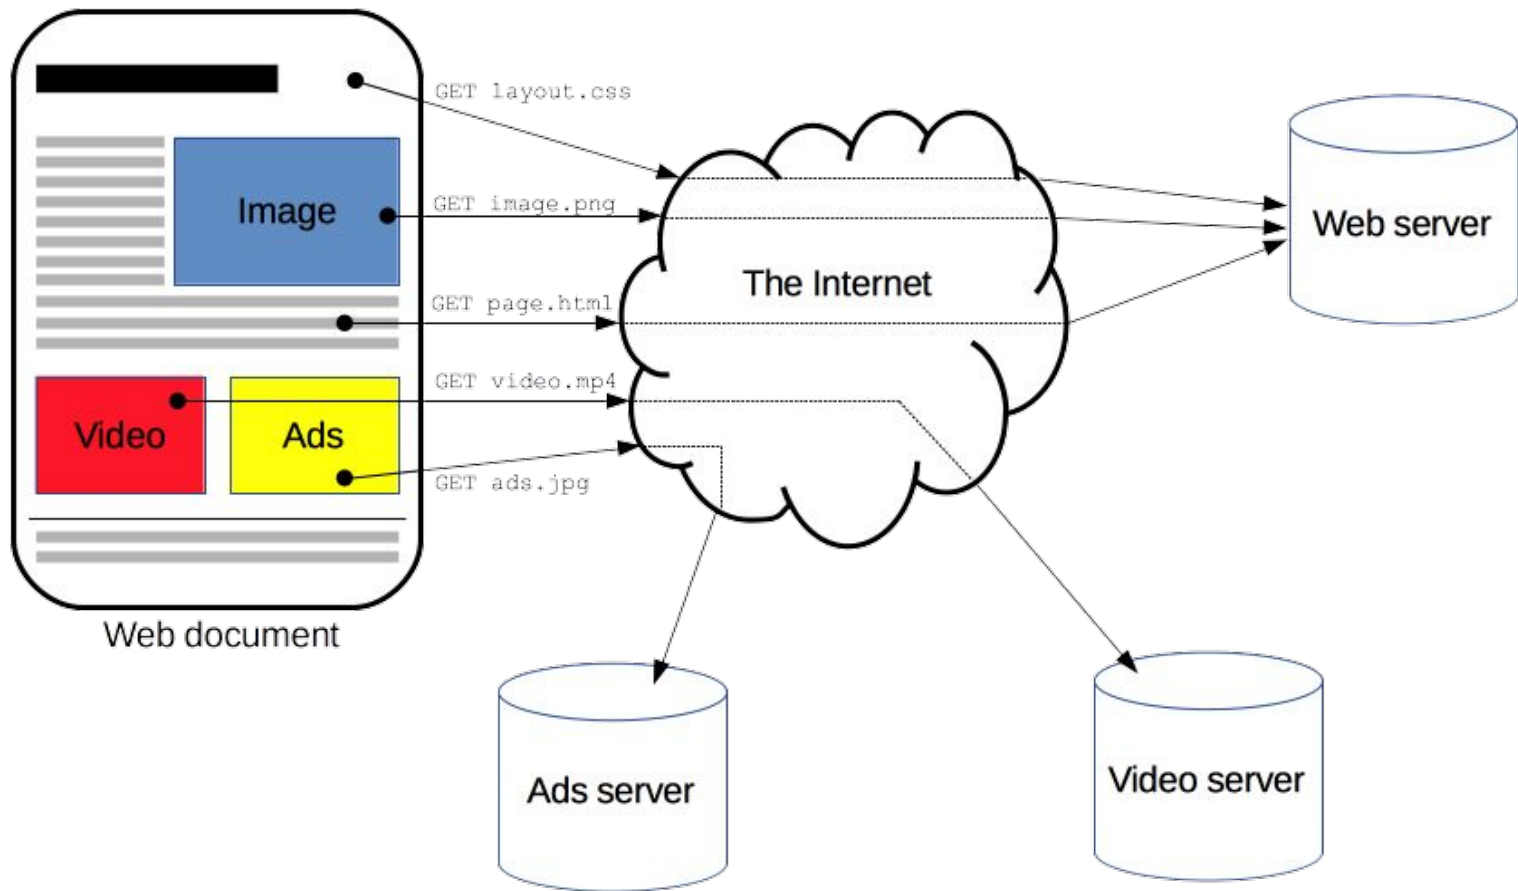 GET layout.css
Image
GET image.png
Web server
The Internet
GET page.html
GET video.mp4
Video
Ads
GET ads.jpg
Web document
Ads server
Video server